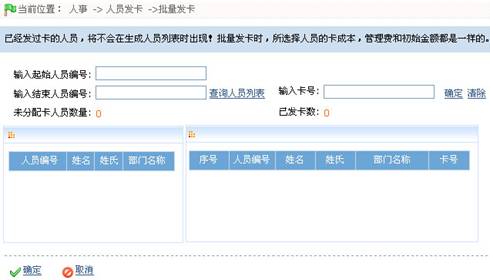 当前位置： 人事 -> 人员发卡 ->批量发卡
已经发过卡的人员，将不会在生成人员列表时出现！批量发卡时，所选择人员的卡成本，管理费和初始金额都是一样的。
输入起始人员编号：
输入结束人员编号： 查询人员列表 输入卡号： 确定 清除
未分配卡人员数量：0 已发卡数：0
人员编号 姓名 姓氏 部门名称 序号 人员编号 姓名 姓氏 部门名称 卡号
确定 取消